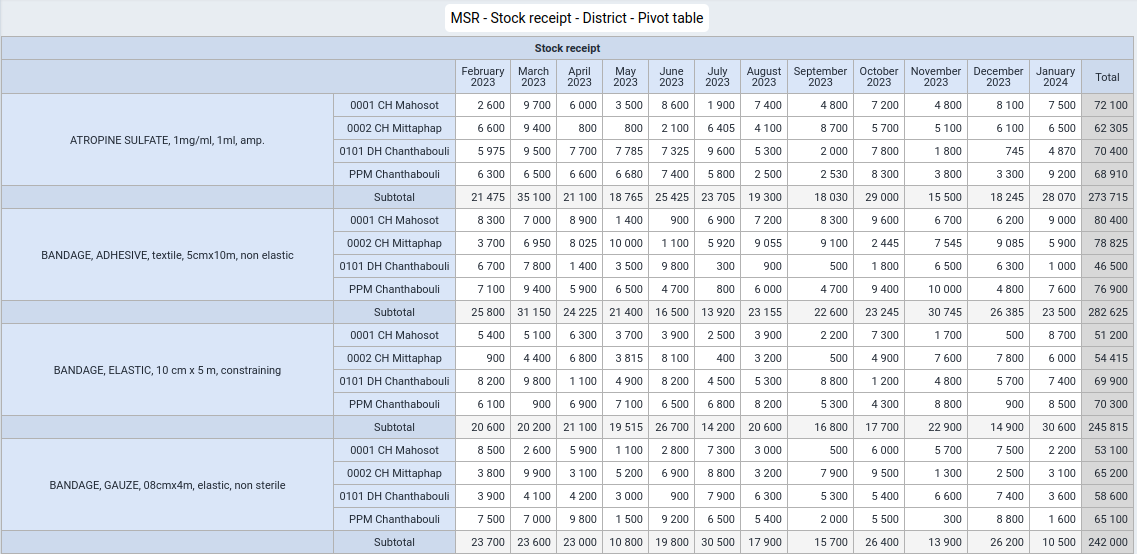 MSR - Stock receipt - District - Pivot table
Stock receipt
February 2023 March 2023 April 2023 May 2023 June 2023 July 2023 August 2023 September 2023 October 2023 November 2023 December 2023 January 2024 Total
ATROPINE SULFATE, 1mg/ml, 1ml, amp.
0001 CH Mahosot 2 600 9 700 6 000 3 500 8 600 1 900 7 400 4 800 7 200 4 800 8 100 7 500 72 100
0002 CH Mittaphap 6 600 9 400 800 800 2 100 6 405 4 100 8 700 5 700 5 100 6 100 6 500 62 305
0101 DH Chanthabouli 5 975 9 500 7 700 7 785 7 325 9 600 5 300 2 000 7 800 1 800 745 4 870 70 400
PPM Chanthabouli 6 300 6 500 6 600 6 680 7 400 5 800 2 500 2 530 8 300 3 800 3 300 9 200 68 910
Subtotal 21 475 35 100 21 100 18 765 25 425 23 705 19 300 18 030 29 000 15 500 18 245 28 070 273 715
BANDAGE, ADHESIVE, textile, 5cmx10m, non elastic
0001 CH Mahosot 8 300 7 000 8 900 1 400 900 6 900 7 200 8 300 9 600 6 700 6 200 9 000 80 400
0002 CH Mittaphap 3 700 6 950 8 025 10 000 1 100 5 920 9 055 9 100 2 445 7 545 9 085 5 900 78 825
0101 DH Chanthabouli 6 700 7 800 1 400 3 500 9 800 300 900 500 1 800 6 500 6 300 1 000 46 500
PPM Chanthabouli 7 100 9 400 5 900 6 500 4 700 800 6 000 4 700 9 400 10 000 4 800 7 600 76 900
Subtotal 25 800 31 150 24 225 21 400 16 500 13 920 23 155 22 600 23 245 30 745 26 385 23 500 282 625
BANDAGE, ELASTIC, 10 cm x 5 m, constraining
0001 CH Mahosot 5 400 5 100 6 300 3 700 3 900 2 500 3 900 2 200 7 300 1 700 500 8 700 51 200
0002 CH Mittaphap 900 4 400 6 800 3 815 8 100 400 3 200 500 4 900 7 600 7 800 6 000 54 415
0101 DH Chanthabouli 8 200 9 800 1 100 4 900 8 200 4 500 5 300 8 800 1 200 4 800 5 700 7 400 69 900
PPM Chanthabouli 6 100 900 6 900 7 100 6 500 6 800 8 200 5 300 4 300 8 800 900 8 500 70 300
Subtotal 20 600 20 200 21 100 19 515 26 700 14 200 20 600 16 800 17 700 22 900 14 900 30 600 245 815
BANDAGE, GAUZE, 08cmx4m, elastic, non sterile
0001 CH Mahosot 8 500 2 600 5 900 1 100 2 800 7 300 3 000 500 6 000 5 700 7 500 2 200 53 100
0002 CH Mittaphap 3 800 9 900 3 100 5 200 6 900 8 800 3 200 7 900 9 500 1 300 2 500 3 100 65 200
0101 DH Chanthabouli 3 900 4 100 4 200 3 000 900 7 900 6 300 5 300 5 400 6 600 7 400 3 600 58 600
PPM Chanthabouli 7 500 7 000 9 800 1 500 9 200 6 500 5 400 2 000 5 500 300 8 800 1 600 65 100
Subtotal 23 700 23 600 23 000 10 800 19 800 30 500 17 900 15 700 26 400 13 900 26 200 10 500 242 000